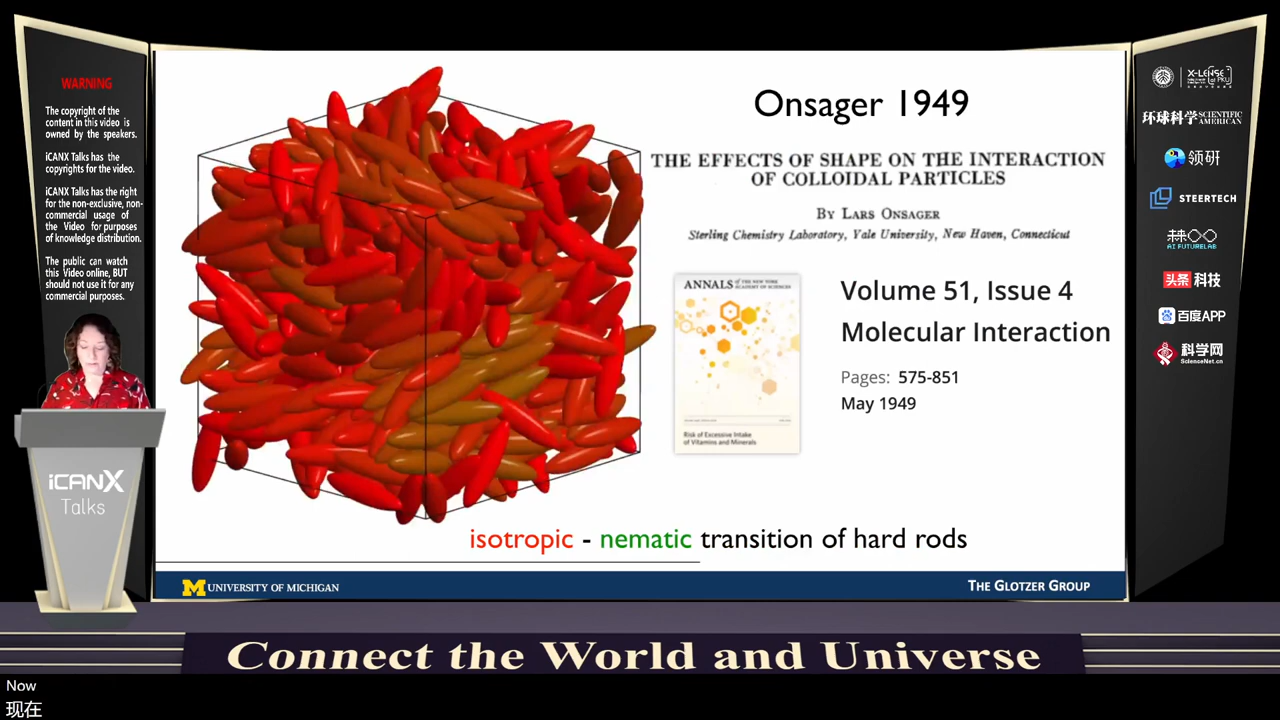 WARNING
The copyright of the
content in this video is
owned by the speakers.
iCANX Talks has the
copyrights for the video.
iCANX Talks has the right
for the non-exclusive, non-
commercial usage of
the Video for purposes
of knowledge distribution.
The public can watch
this Video online, BUT
should not use it for any
commercial purposes.
iCANX
Talks
Onsager 1949
THE EFFECTS OF SHAPE ON THE INTERACTION
OF COLLOIDAL PARTICLES
BY LARS ONSAGER
Sterling Chemistry Laboratory, Yale University, New Haven, Connecticut
ANNALS OF THE NEW YORK
ACADEMY OF SCIENCES
Risk of Excessive Intake
of Vitamins and Minerals
Volume 51, Issue 4
Molecular Interaction
Pages: 575-851
May 1949
isotropic - nematic transition of hard rods
M UNIVERSITY OF MICHIGAN
THE GLOTZER GROUP
X-LENSE
PKU
环球科学 SCIENTIFIC AMERICAN
领研
STEERTECH
AI FUTURELAB
头条 科技
百度APP
科学网
ScienceNet.cn
Connect the World and Universe
Now
现在